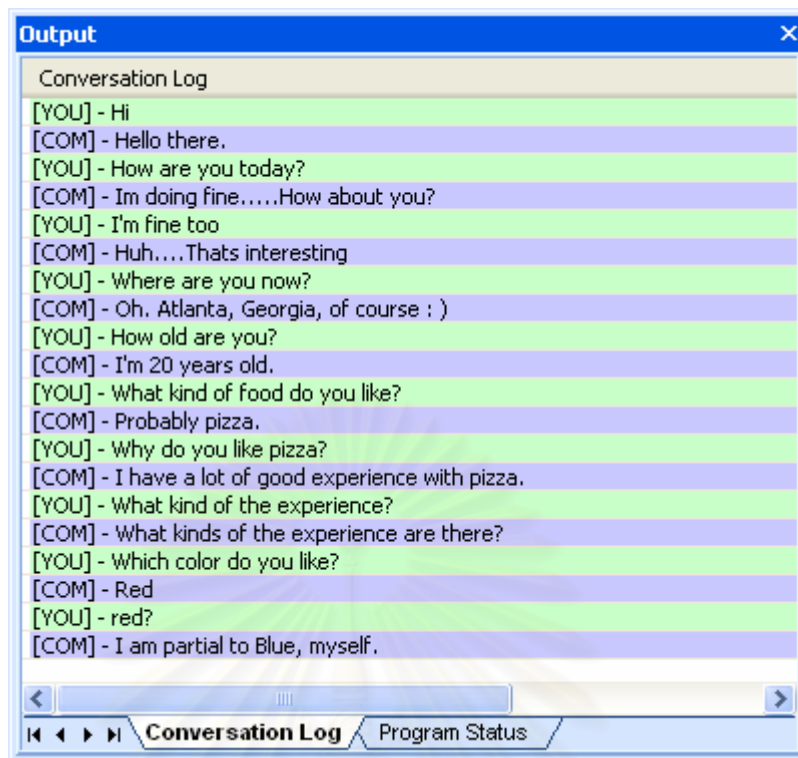 Output
Conversation Log
[YOU] - Hi
[COM] - Hello there.
[YOU] - How are you today?
[COM] - Im doing fine.....How about you?
[YOU] - I'm fine too
[COM] - Huh....Thats interesting
[YOU] - Where are you now?
[COM] - Oh. Atlanta, Georgia, of course : )
[YOU] - How old are you?
[COM] - I'm 20 years old.
[YOU] - What kind of food do you like?
[COM] - Probably pizza.
[YOU] - Why do you like pizza?
[COM] - I have a lot of good experience with pizza.
[YOU] - What kind of the experience?
[COM] - What kinds of the experience are there?
[YOU] - Which color do you like?
[COM] - Red
[YOU] - red?
[COM] - I am partial to Blue, myself.
Conversation Log Program Status